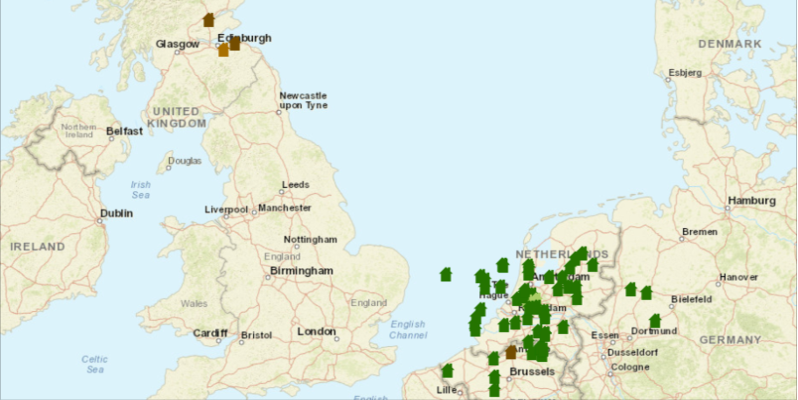 Edinburgh
Glasgow
DENMARK
Esbjerg
Newcastle
upon Tyne
UNITED
KINGDOM
Northern
Ireland
Belfast
Douglas
Irish
Sea
Leeds
Hamburg
Dublin
Liverpool
Manchester
Bremen
IRELAND
Nottingham
England
NETHERLANDS
Birmingham
Amsterdam
Hanover
Hague
Wales
England
Bielefeld
Cardiff
Bristol
London
English
Channel
Essen
Dortmund
GERMANY
Dusseldorf
Celtic
Sea
Brussels
Cologne
Lille
English